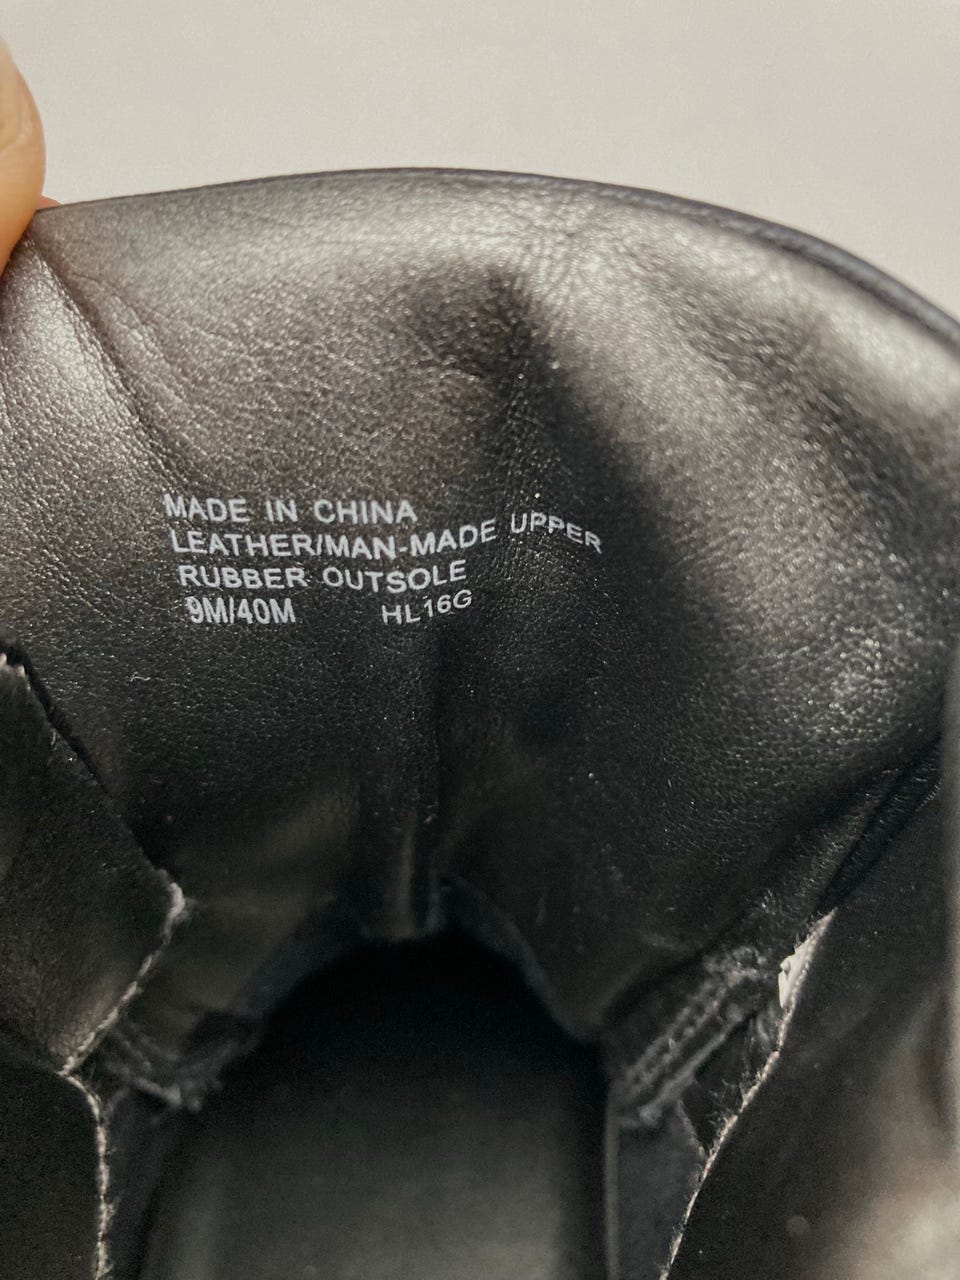 MADE IN CHINA
LEATHER/MAN-MADE UPPER
RUBBER OUTSOLE
9M/40M HL16G